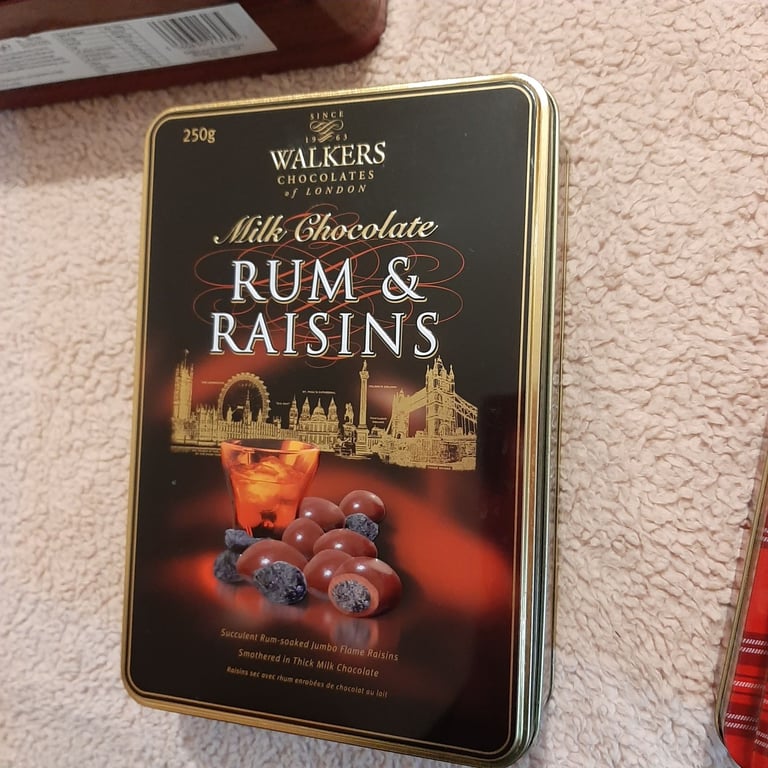 250g
SINCE
19 63
WALKERS
CHOCOLATES
of LONDON
Milk Chocolate
RUM &
RAISINS
Succulent Rum-soaked Jumbo Flame Raisins
Smothered in Thick Milk Chocolate
Raisins sec avec rhum enrobées de chocolat au lait